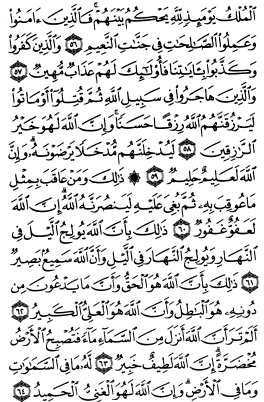 ٱلْمُلْكُ يَوْمَئِذٍ لِّلَّهِ يَحْكُمُ بَيْنَهُمْ ۚ فَٱلَّذِينَ ءَامَنُوا۟
وَعَمِلُوا۟ ٱلصَّـٰلِحَـٰتِ فِى جَنَّـٰتِ ٱلنَّعِيمِ ٥٦ وَٱلَّذِينَ كَفَرُوا۟
وَكَذَّبُوا۟ بِـَٔايَـٰتِنَا فَأُو۟لَـٰٓئِكَ لَهُمْ عَذَابٌ مُّهِينٌ ٥٧
وَٱلَّذِينَ هَاجَرُوا۟ فِى سَبِيلِ ٱللَّهِ ثُمَّ قُتِلُوٓا۟ أَوْ مَاتُوا۟
لَيَرْزُقَنَّهُمُ ٱللَّهُ رِزْقًا حَسَنًا ۚ وَإِنَّ ٱللَّهَ لَهُوَ خَيْرُ
ٱلرَّٰزِقِينَ ٥٨ لَيُدْخِلَنَّهُم مُّدْخَلًا يَرْضَوْنَهُۥ ۗ وَإِنَّ
ٱللَّهَ لَعَلِيمٌ حَلِيمٌ ٥٩ ۞ ذَٰلِكَ وَمَنْ عَاقَبَ بِمِثْلِ
مَا عُوقِبَ بِهِۦ ثُمَّ بُغِىَ عَلَيْهِ لَيَنصُرَنَّهُ ٱللَّهُ ۗ إِنَّ ٱللَّهَ
لَعَفُوٌّ غَفُورٌ ٦٠ ذَٰلِكَ بِأَنَّ ٱللَّهَ يُولِجُ ٱلَّيْلَ فِى
ٱلنَّهَارِ وَيُولِجُ ٱلنَّهَارَ فِى ٱلَّيْلِ وَأَنَّ ٱللَّهَ سَمِيعٌۢ بَصِيرٌ
٦١ ذَٰلِكَ بِأَنَّ ٱللَّهَ هُوَ ٱلْحَقُّ وَأَنَّ مَا يَدْعُونَ مِن
دُونِهِۦ هُوَ ٱلْبَـٰطِلُ وَأَنَّ ٱللَّهَ هُوَ ٱلْعَلِىُّ ٱلْكَبِيرُ ٦٢
أَلَمْ تَرَ أَنَّ ٱللَّهَ أَنزَلَ مِنَ ٱلسَّمَآءِ مَآءً فَتُصْبِحُ ٱلْأَرْضُ
مُخْضَرَّةً ۗ إِنَّ ٱللَّهَ لَطِيفٌ خَبِيرٌ ٦٣ لَّهُۥ مَا فِى ٱلسَّمَـٰوَٰتِ
وَمَا فِى ٱلْأَرْضِ ۗ وَإِنَّ ٱللَّهَ لَهُوَ ٱلْغَنِىُّ ٱلْحَمِيدُ ٦٤